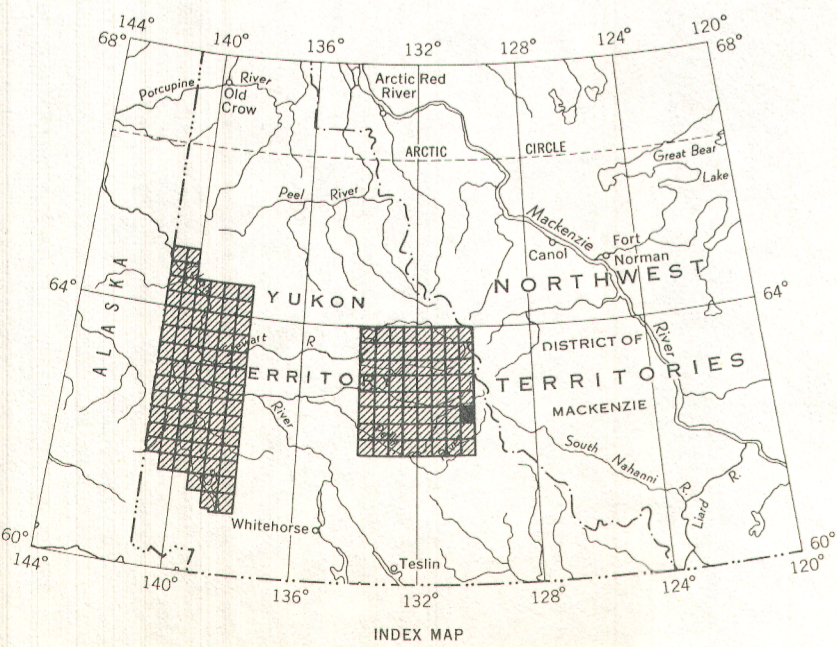 144°
68°
140°
136°
132°
128°
124°
120°
68°
Porcupine River
Old
Crow
Arctic Red
River
ARCTIC CIRCLE
Great Bear
Lake
Peel River
Mackenzie
Canol
Fort
Norman
64°
ALASKA
YUKON
NORTHWEST
64°
R.
DISTRICT OF
River
TERRITORY
TERRITORIES
MACKENZIE
River
South Nahanni R.
Liard R.
Whitehorse
Teslin
60°
144°
140°
136°
132°
128°
124°
60°
120°
INDEX MAP